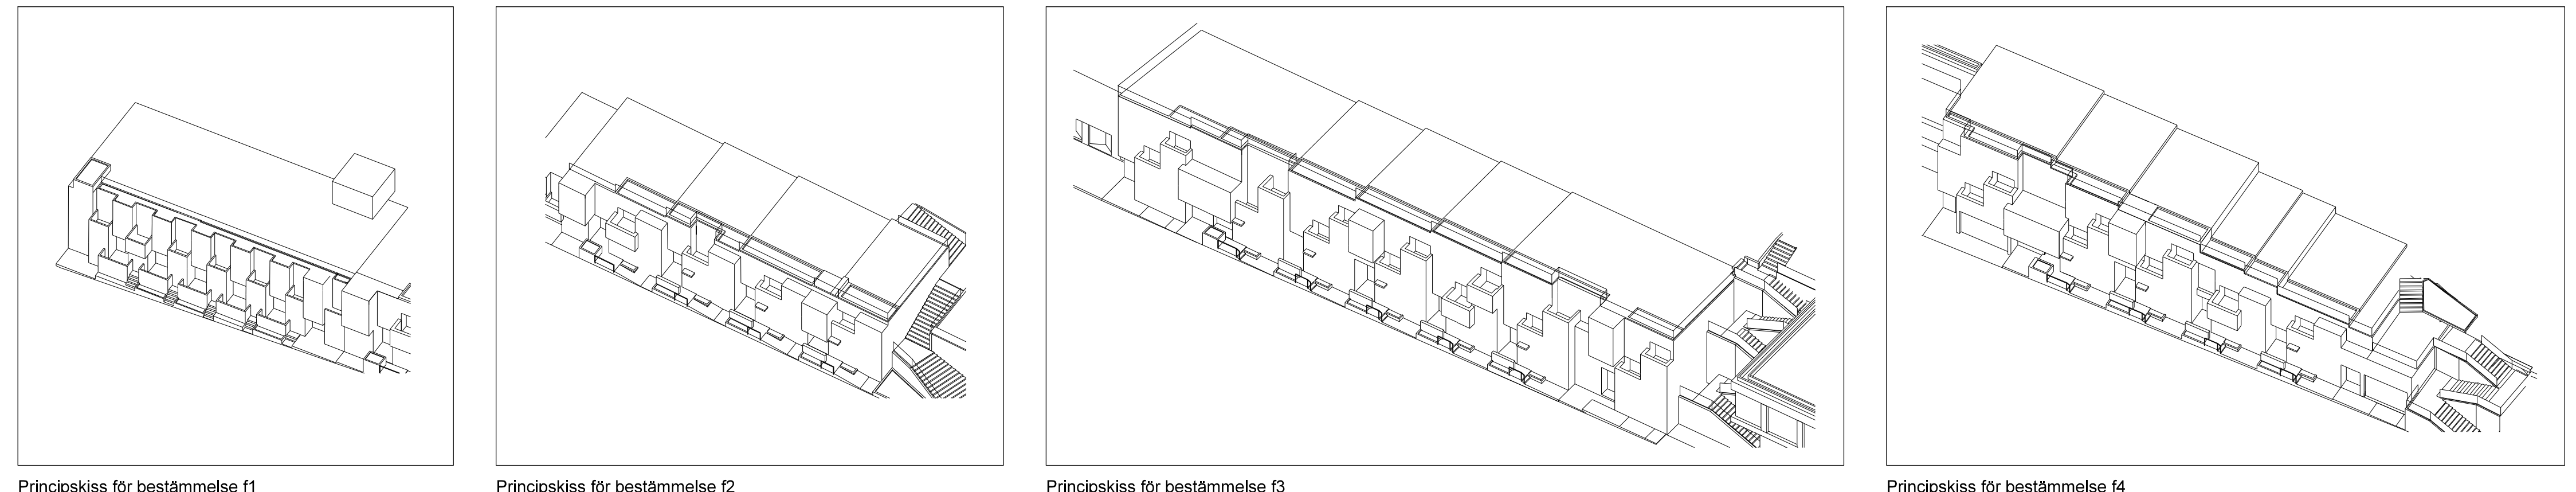 Principskiss för bestämmelse f1
Principskiss för bestämmelse f2
Principskiss för bestämmelse f3
Principskiss för bestämmelse f4